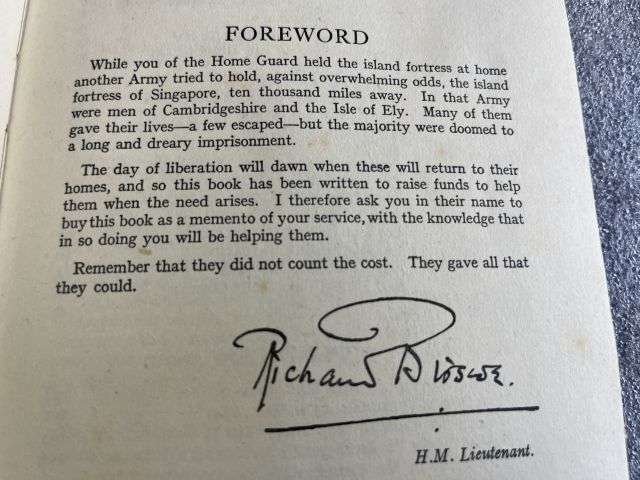 FOREWORD
While you of the Home Guard held the island fortress at home
another Army tried to hold, against overwhelming odds, the island
fortress of Singapore, ten thousand miles away. In that Army
were men of Cambridgeshire and the Isle of Ely. Many of them
gave their lives—a few escaped—but the majority were doomed to
a long and dreary imprisonment.
The day of liberation will dawn when these will return to their
homes, and so this book has been written to raise funds to help
them when the need arises. I therefore ask you in their name to
buy this book as a memento of your service, with the knowledge that
in so doing you will be helping them.
Remember that they did not count the cost. They gave all that
they could.
Richard Briscoe.
H.M. Lieutenant.